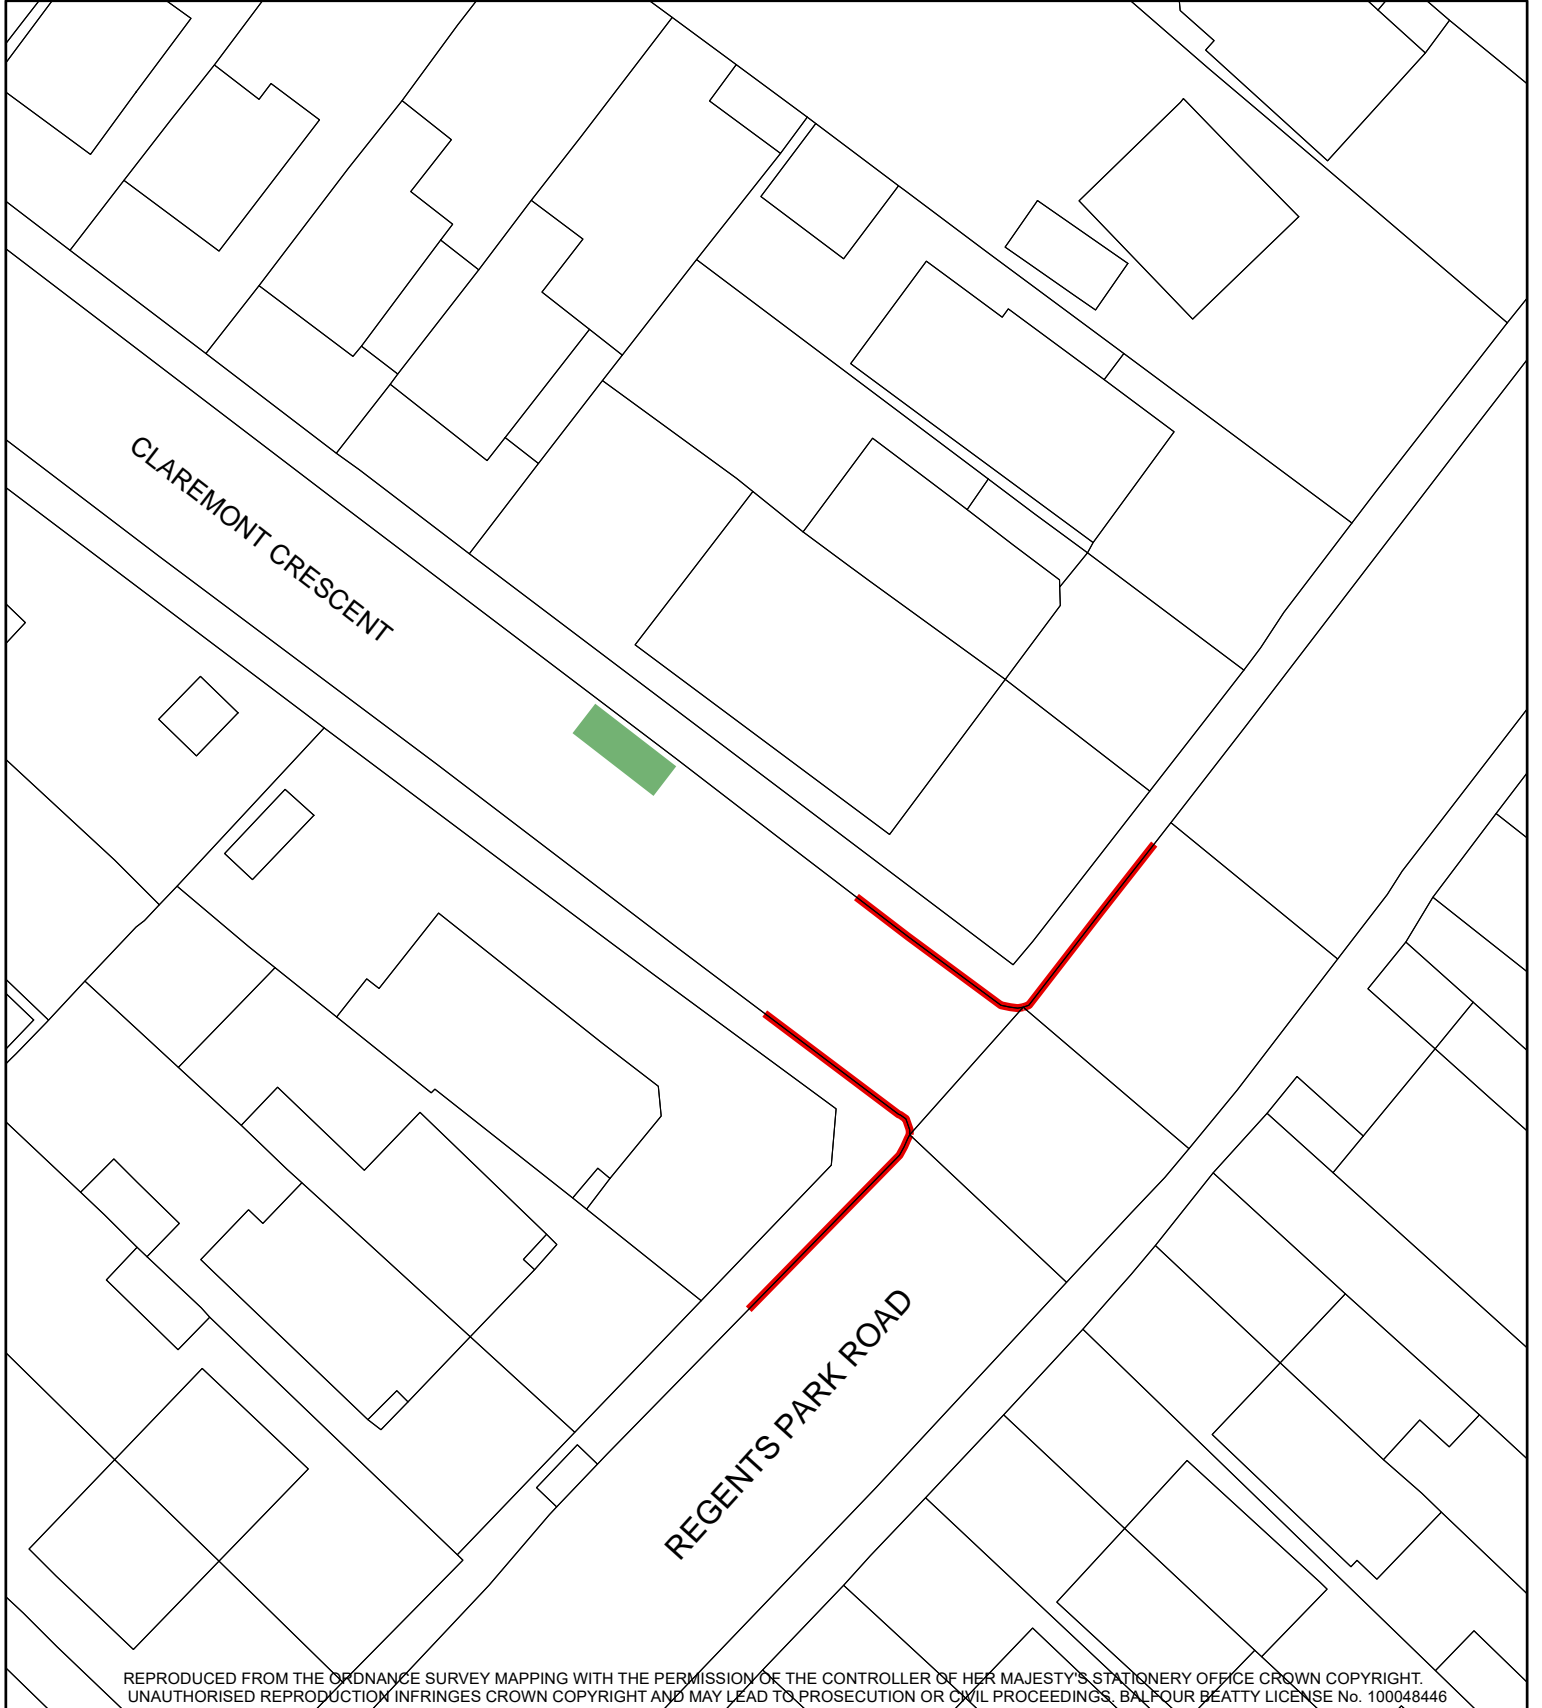 CLAREMONT CRESCENT
REGENTS PARK ROAD
REPRODUCED FROM THE ORDNANCE SURVEY MAPPING WITH THE PERMISSION OF THE CONTROLLER OF HER MAJESTY'S STATIONERY OFFICE CROWN COPYRIGHT.
UNAUTHORISED REPRODUCTION INFRINGES CROWN COPYRIGHT AND MAY LEAD TO PROSECUTION OR CIVIL PROCEEDINGS. BALFOUR BEATTY LICENSE No. 100048446